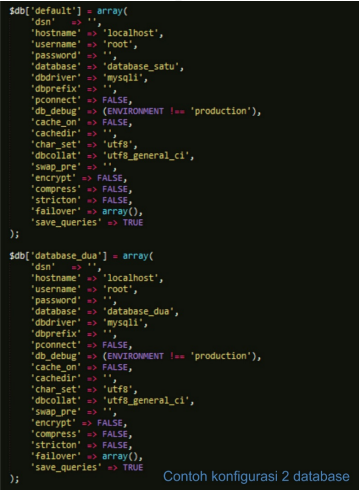 $db['default'] = array(
'dsn' => '',
'hostname' => 'localhost',
'username' => 'root',
'password' => '',
'database' => 'database_satu',
'dbdriver' => 'mysqli',
'dbprefix' => '',
'pconnect' => FALSE,
'db_debug' => (ENVIRONMENT !== 'production'),
'cache_on' => FALSE,
'cachedir' => '',
'char_set' => 'utf8',
'dbcollat' => 'utf8_general_ci',
'swap_pre' => '',
'encrypt' => FALSE,
'compress' => FALSE,
'stricton' => FALSE,
'failover' => array(),
'save_queries' => TRUE
);
$db['database_dua'] = array(
'dsn' => '',
'hostname' => 'localhost',
'username' => 'root',
'password' => '',
'database' => 'database_dua',
'dbdriver' => 'mysqli',
'dbprefix' => '',
'pconnect' => FALSE,
'db_debug' => (ENVIRONMENT !== 'production'),
'cache_on' => FALSE,
'cachedir' => '',
'char_set' => 'utf8',
'dbcollat' => 'utf8_general_ci',
'swap_pre' => '',
'encrypt' => FALSE,
'compress' => FALSE,
'stricton' => FALSE,
'failover' => array(),
'save_queries' => TRUE
);
Contoh konfigurasi 2 database